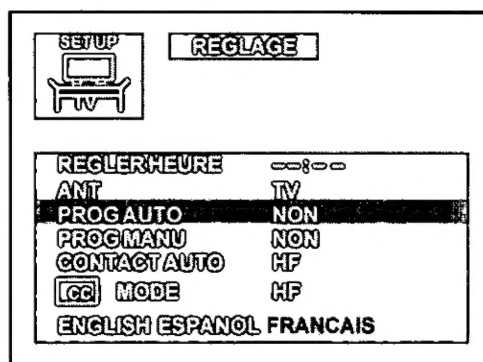 SET UP
REGLAGE
TV
REGLER HEURE --:--
ANT TV
PROG AUTO NON
PROG MANU NON
CONTACT AUTO HF
CC MODE HF
ENGLISH ESPANOL FRANCAIS